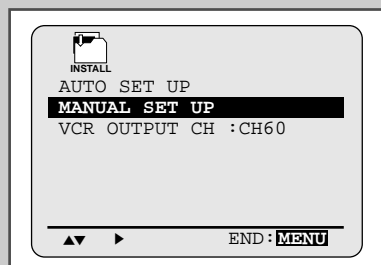 INSTALL
AUTO SET UP
MANUAL SET UP
VCR OUTPUT CH :CH60
▲▼ ▶ END:MENU